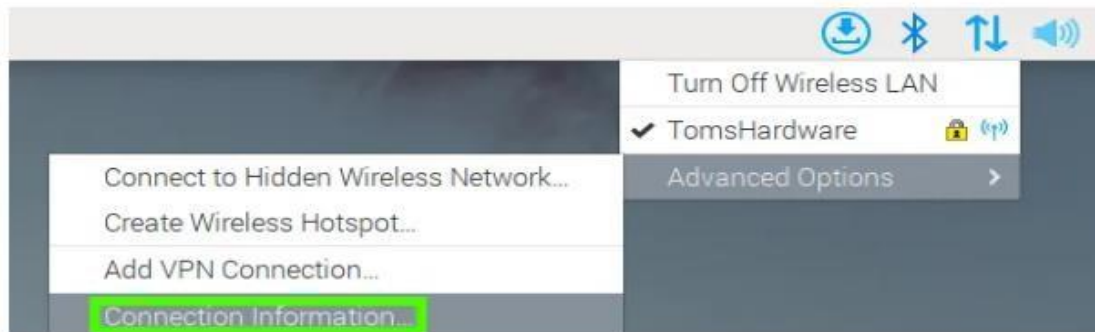 Turn Off Wireless LAN
TomsHardware
Advanced Options
Connect to Hidden Wireless Network...
Create Wireless Hotspot...
Add VPN Connection...
Connection Information...